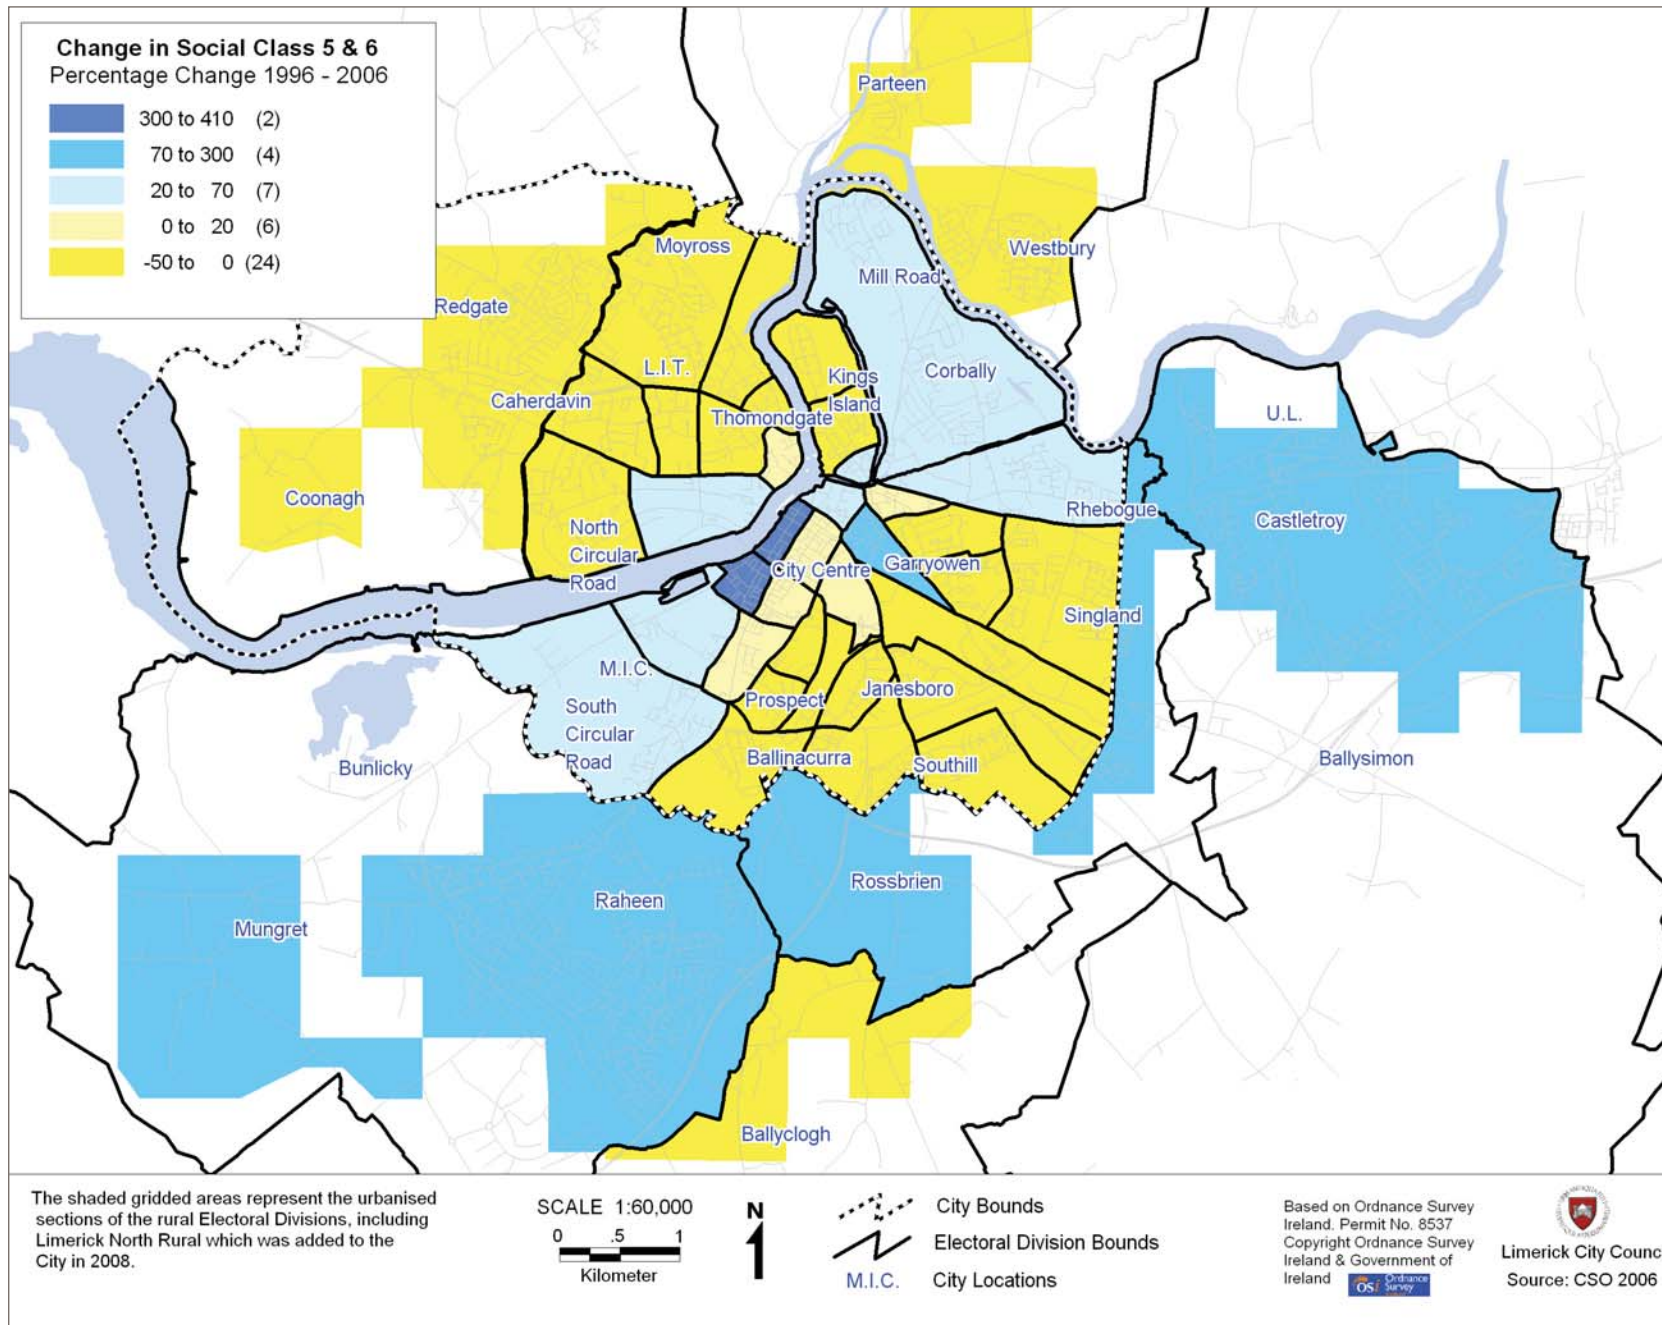 Change in Social Class 5 & 6
Percentage Change 1996 - 2006
300 to 410 (2)
70 to 300 (4)
20 to 70 (7)
0 to 20 (6)
-50 to 0 (24)
Parteen
Westbury
Moyross
Mill Road
Redgate
L.I.T.
Kings
Island
Corbally
Caherdavin
Thomondgate
U.L.
Coonagh
North
Circular
Road
Rhebogue
Castletroy
City Centre
Garryowen
Singland
M.I.C.
Prospect
Janesboro
South
Circular
Road
Bunlicky
Ballinacurra
Southill
Ballysimon
Raheen
Rossbrien
Mungret
Ballyclogh
The shaded gridded areas represent the urbanised
sections of the rural Electoral Divisions, including
Limerick North Rural which was added to the
City in 2008.
SCALE 1:60,000
0 .5 1
Kilometer
N
City Bounds
Electoral Division Bounds
M.I.C. City Locations
Based on Ordnance Survey
Ireland. Permit No. 8537
Copyright Ordnance Survey
Ireland & Government of
Ireland
OSi Ordnance
Survey
Limerick City Counc
Source: CSO 2006